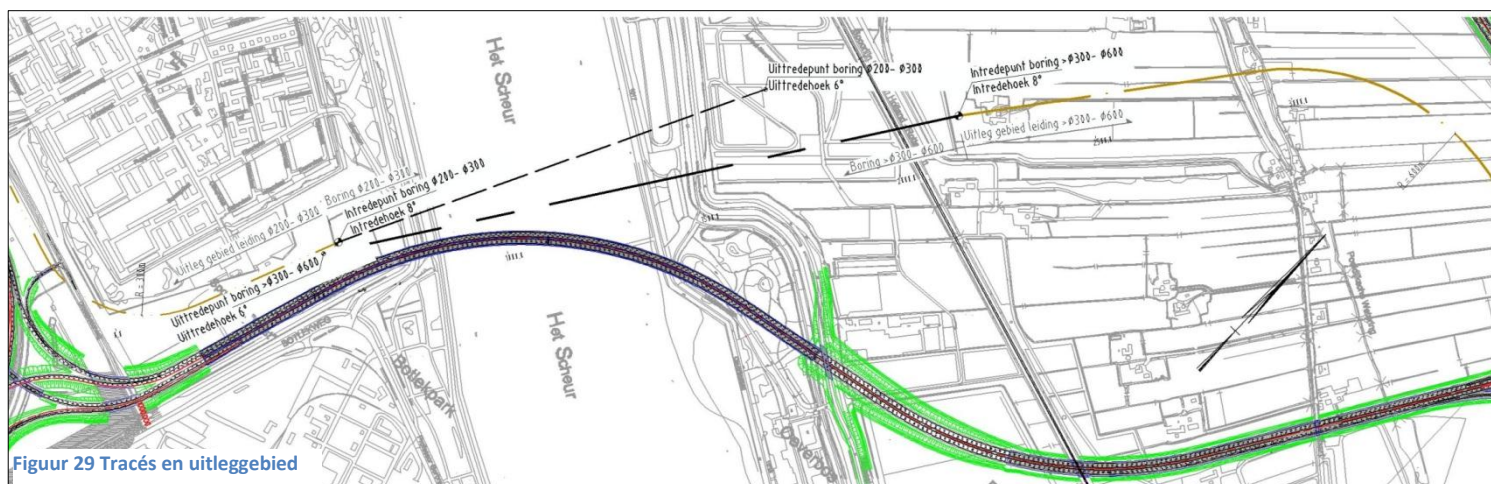 Het Scheur
Uittredepunt boring Ø200- Ø300
Uittredehoek 6°
Intredepunt boring >Ø300- Ø600
Intredehoek 8°
Uitleg gebied leiding >Ø300- Ø600
Boring >Ø300- Ø600
Boring Ø200- Ø300
Intredepunt boring Ø200- Ø300
Intredehoek 8°
Uitleg gebied leiding Ø200- Ø300
Uittredepunt boring >Ø300- Ø600
Uittredehoek 6°
Het Scheur
Botlekpark
Figuur 29 Tracés en uitleggebied